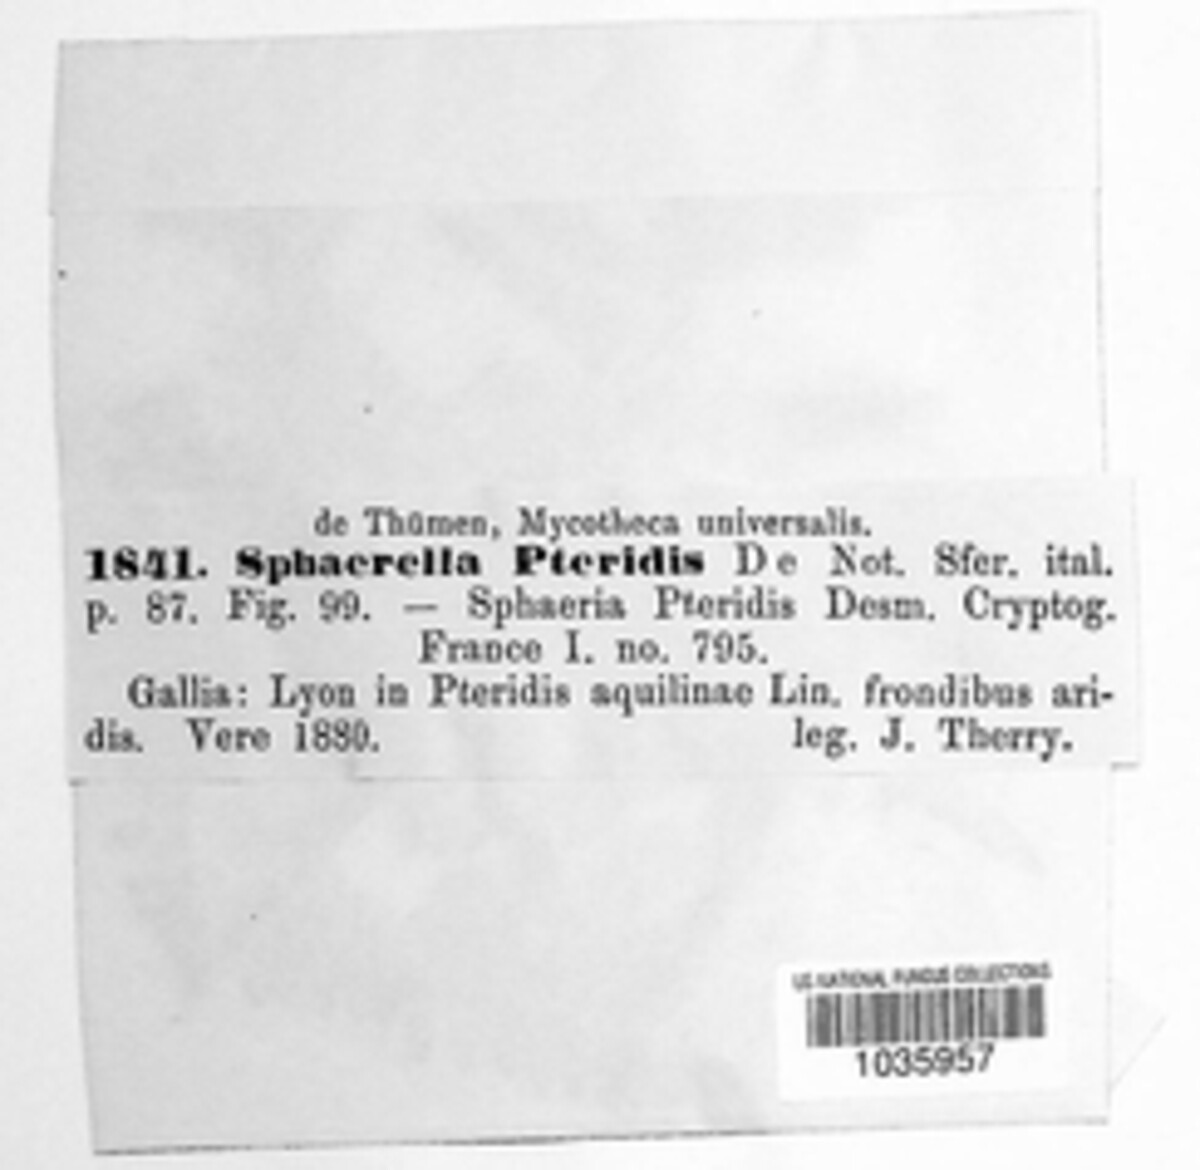 de Thümen, Mycotheca universalis.
1841. Sphaerella Pteridis De Not. Sfer. ital.
p. 87. Fig. 99. — Sphaeria Pteridis Desm. Cryptog.
France I. no. 795.
Gallia: Lyon in Pteridis aquilinae Lin. frondibus ari-
dis. Vere 1880. leg. J. Therry.
US NATIONAL FUNGUS COLLECTIONS
1035957